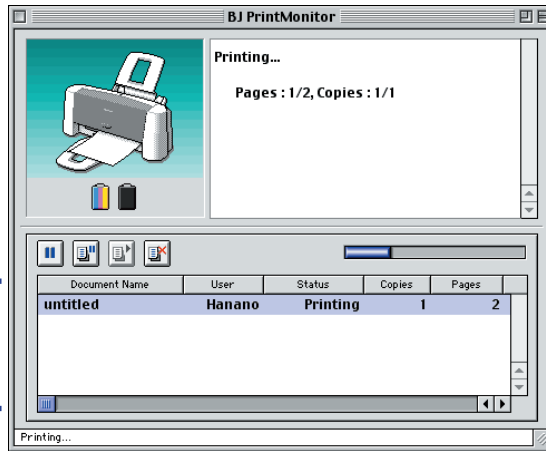 BJ PrintMonitor
Printing...
Pages : 1/2, Copies : 1/1
Document Name User Status Copies Pages
untitled Hanano Printing 1 2
Printing...